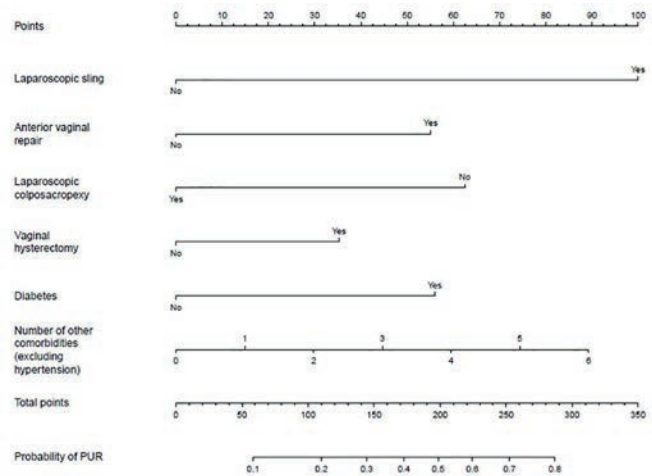 Points
0 10 20 30 40 50 60 70 80 90 100
Laparoscopic sling
Yes
No
Anterior vaginal
repair
Yes
No
Laparoscopic
colposacropexy
No
Yes
Vaginal
hysterectomy
Yes
No
Diabetes
Yes
No
Number of other
comorbidities
(excluding
hypertension)
1 3 5
0 2 4 6
Total points
0 50 100 150 200 250 300 350
Probability of PUR
0.1 0.2 0.3 0.4 0.5 0.6 0.7 0.8